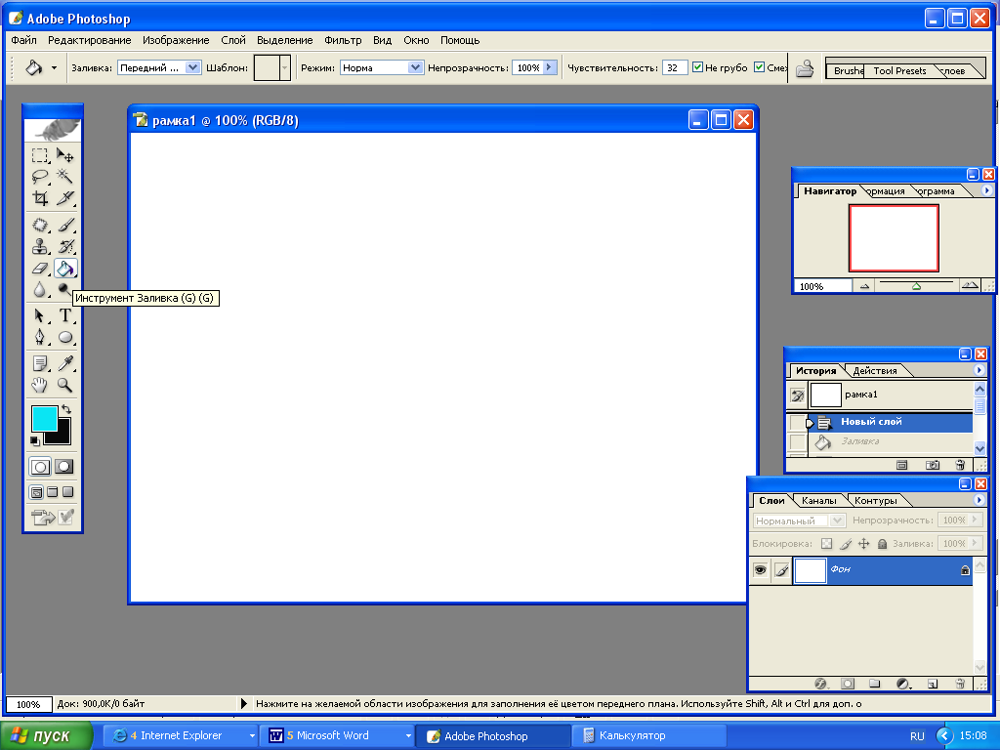 Adobe Photoshop
Файл Редактирование Изображение Слой Выделение Фильтр Вид Окно Помощь
Заливка: Передний ... Шаблон: Режим: Норма Непрозрачность: 100% Чувствительность: 32 Не грубо Сме
Brushe Tool Presets слоев
рамка1 @ 100% (RGB/8)
Инструмент Заливка (G) (G)
T
Навигатор ормация ограмма
100%
История Действия
рамка1
Новый слой
Заливка
Слои Каналы Контуры
Нормальный Непрозрачность: 100%
Блокировка: Заливка: 100%
Фон
100% Док: 900,0К/0 байт Нажмите на желаемой области изображения для заполнения её цветом переднего плана. Используйте Shift, Alt и Ctrl для доп. о
пуск 4 Internet Explorer 5 Microsoft Word Adobe Photoshop Калькулятор RU 15:08